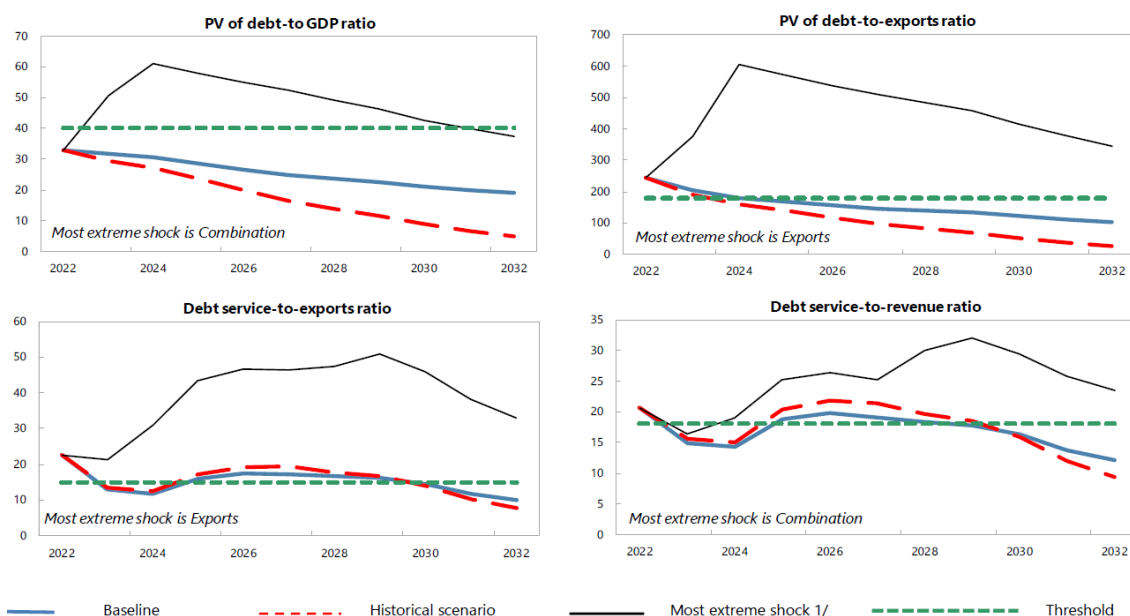 PV of debt-to GDP ratio
70
60
50
40
30
20
10
0
Most extreme shock is Combination
2022 2024 2026 2028 2030 2032
PV of debt-to-exports ratio
700
600
500
400
300
200
100
0
Most extreme shock is Exports
2022 2024 2026 2028 2030 2032
Debt service-to-exports ratio
60
50
40
30
20
10
0
Most extreme shock is Exports
2022 2024 2026 2028 2030 2032
Debt service-to-revenue ratio
35
30
25
20
15
10
5
0
Most extreme shock is Combination
2022 2024 2026 2028 2030 2032
Baseline Historical scenario Most extreme shock 1/ Threshold